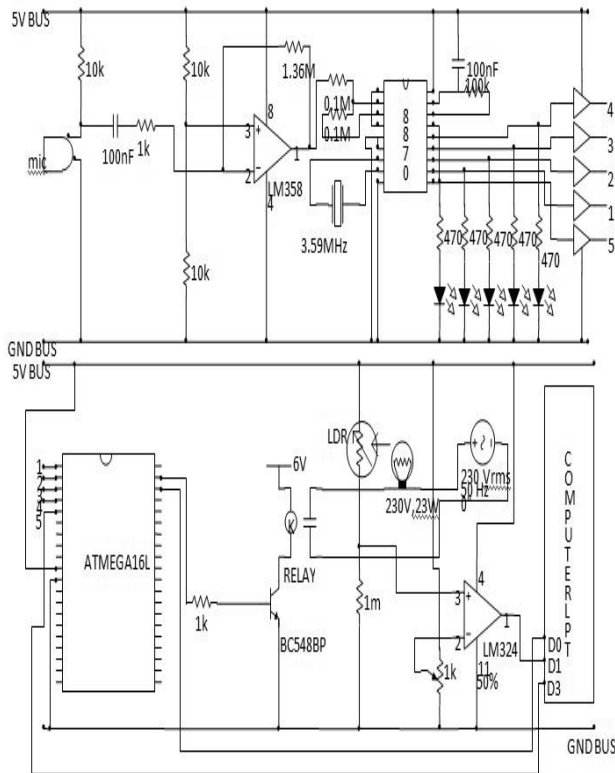 5V BUS
10k
10k
1.36M
100nF
100k
0.1M
0.1M
8
8
7
0
4
3
2
1
5
mic
100nF
1k
3
2
8
1
4
LM358
3.59MHz
10k
470
470
470
470
470
GND BUS
5V BUS
1
2
3
4
5
ATMEGA16L
6V
K
RELAY
1k
BC548BP
LDR
230V,23W
230 Vrms
50 Hz
0°
1m
3
2
4
1
LM324
11
1k
50%
COMPUTERLPT
D0
D1
D3
GND BUS